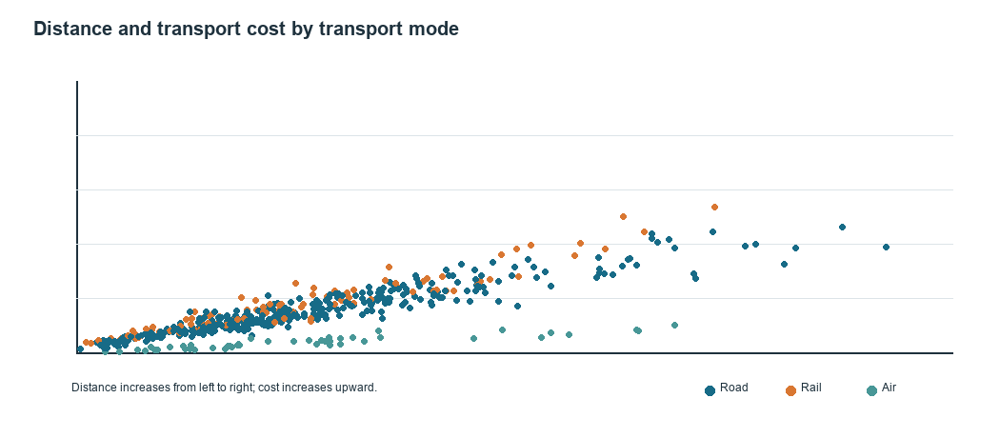 Distance and transport cost by transport mode
Distance increases from left to right; cost increases upward.
Road Rail Air